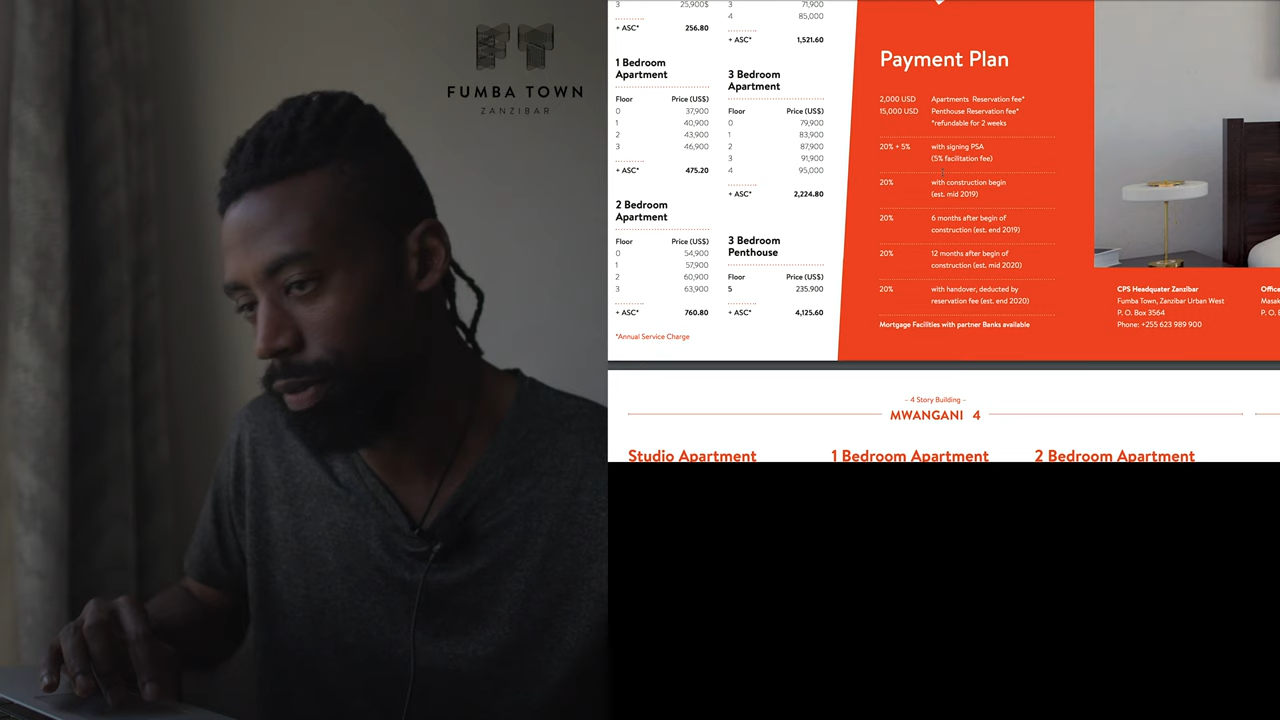 FUMBA TOWN
ZANZIBAR
3 25,900$
+ ASC* 256.80
1 Bedroom
Apartment
Floor Price (US$)
0 37,900
1 40,900
2 43,900
3 46,900
+ ASC* 475.20
2 Bedroom
Apartment
Floor Price (US$)
0 54,900
1 57,900
2 60,900
3 63,900
+ ASC* 760.80
*Annual Service Charge
3 71,900
4 85,000
+ ASC* 1,521.60
3 Bedroom
Apartment
Floor Price (US$)
0 79,900
1 83,900
2 87,900
3 91,900
4 95,000
+ ASC* 2,224.80
3 Bedroom
Penthouse
Floor Price (US$)
5 235.900
+ ASC* 4,125.60
Payment Plan
2,000 USD Apartments Reservation fee*
15,000 USD Penthouse Reservation fee*
*refundable for 2 weeks
20% + 5% with signing PSA
(5% facilitation fee)
20% with construction begin
(est. mid 2019)
20% 6 months after begin of
construction (est. end 2019)
20% 12 months after begin of
construction (est. mid 2020)
20% with handover, deducted by
reservation fee (est. end 2020)
Mortgage Facilities with partner Banks available
CPS Headquater Zanzibar
Fumba Town, Zanzibar Urban West
P. O. Box 3564
Phone: +255 623 989 900
Office
Masak
P. O. B
- 4 Story Building -
MWANGANI 4
Studio Apartment
1 Bedroom Apartment
2 Bedroom Apartment